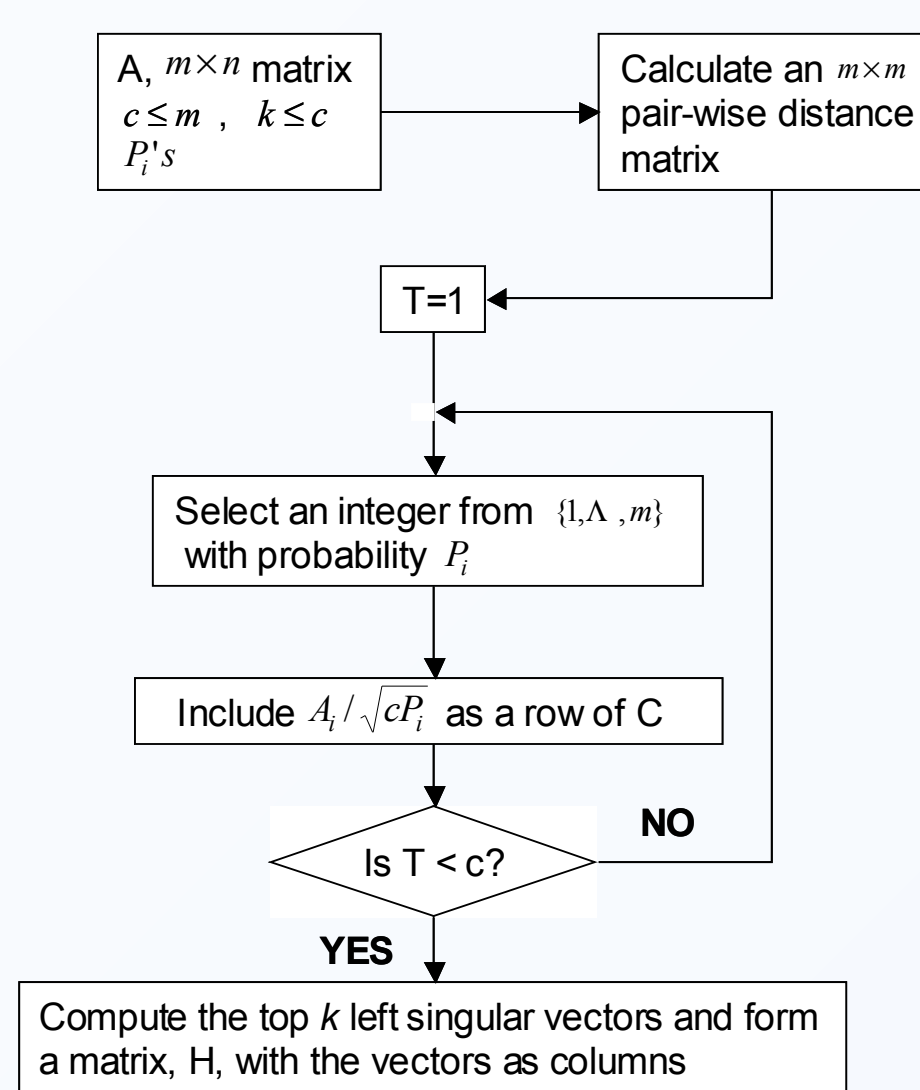 A, m×n matrix
c ≤ m , k ≤ c
P_i's
Calculate an m×m
pair-wise distance
matrix
T=1
Select an integer from {1,Λ ,m}
with probability P_i
Include A_i / √cP_i as a row of C
Is T < c?
NO
YES
Compute the top k left singular vectors and form
a matrix, H, with the vectors as columns